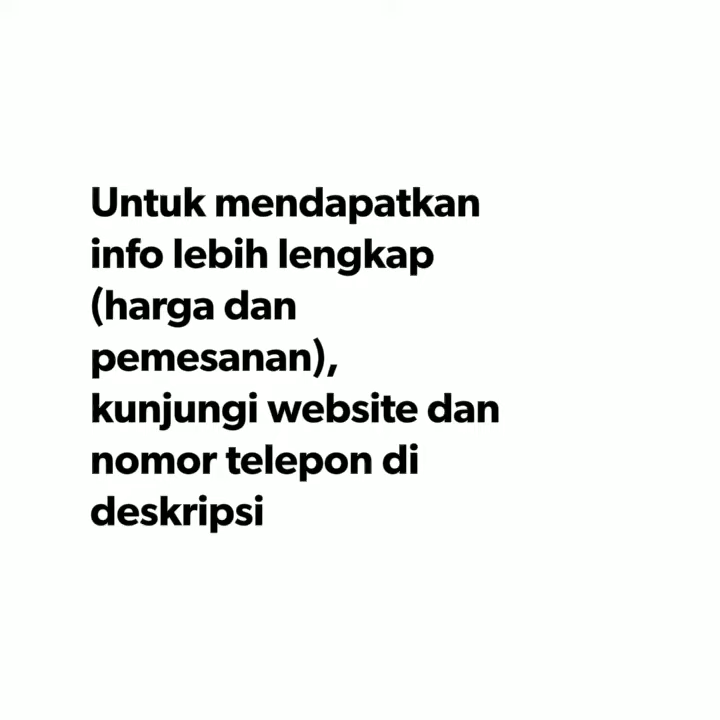 Untuk mendapatkan
info lebih lengkap
(harga dan
pemesanan),
kunjungi website dan
nomor telepon di
deskripsi